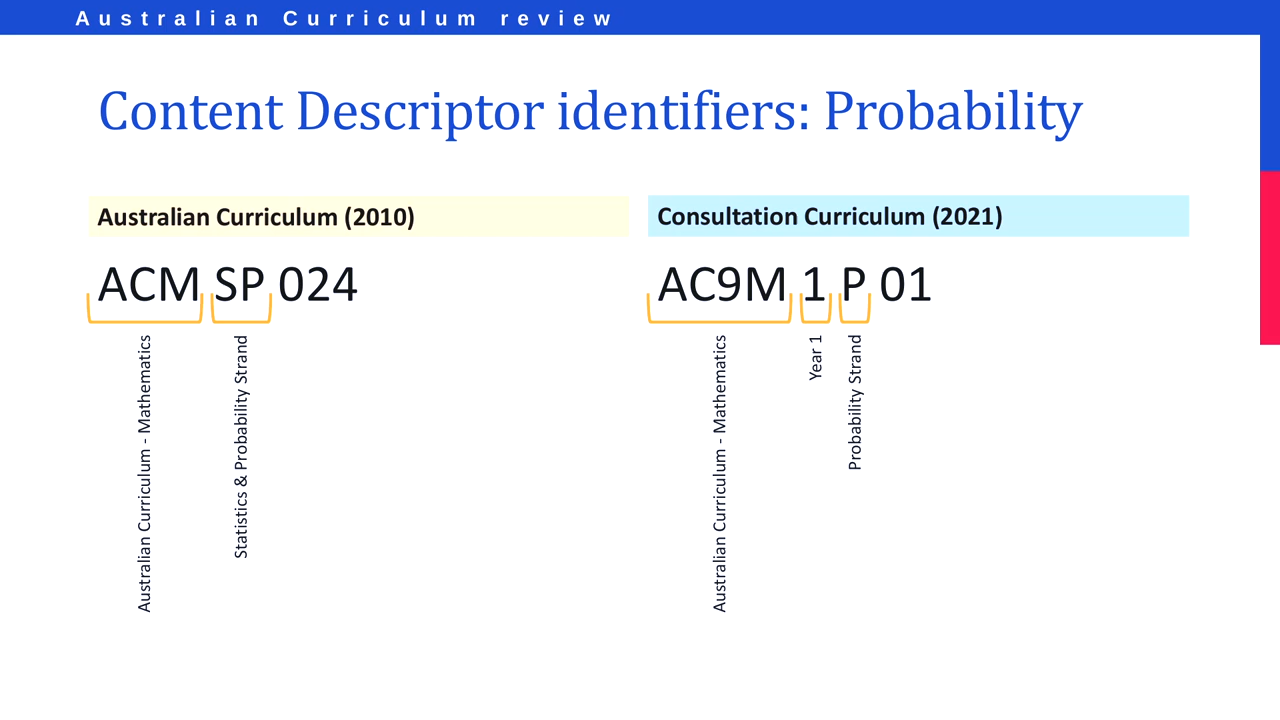 Australian Curriculum review
Content Descriptor identifiers: Probability
Australian Curriculum (2010)
ACM SP 024
Australian Curriculum - Mathematics
Statistics & Probability Strand
Consultation Curriculum (2021)
AC9M 1 P 01
Australian Curriculum - Mathematics
Year 1
Probability Strand